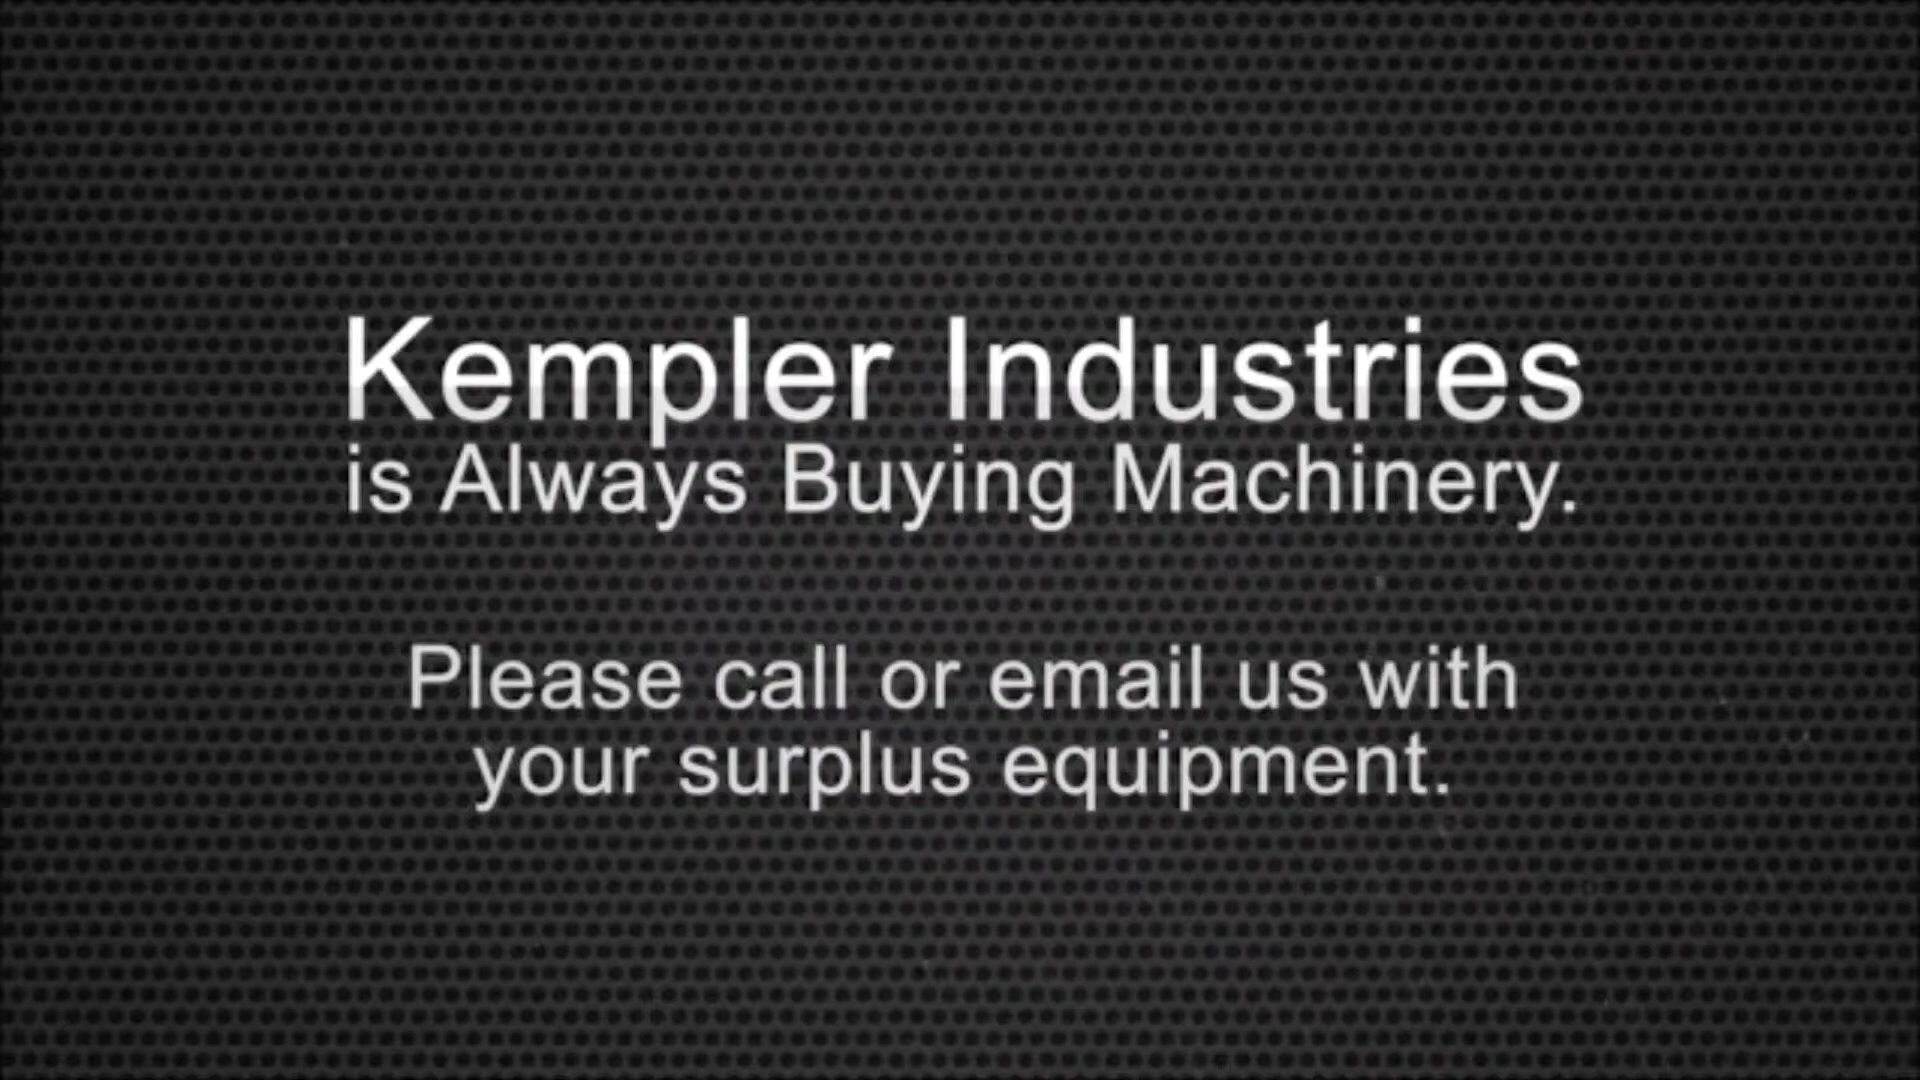 Kempler Industries
is Always Buying Machinery.
Please call or email us with
your surplus equipment.